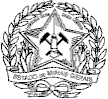 ESTADO DE MINAS GERAIS